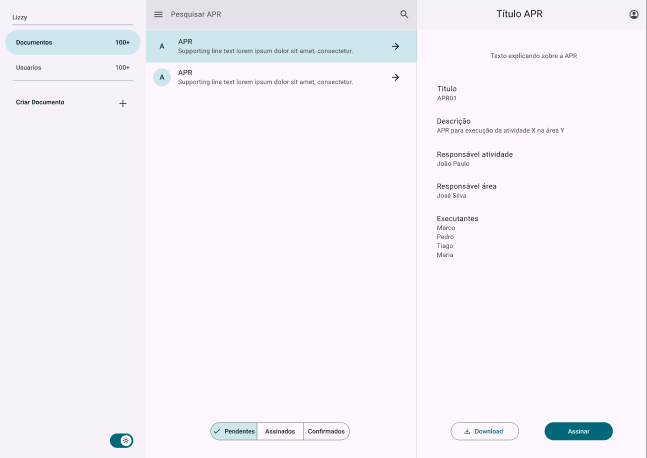 Lizzy
Documentos 100+
Usuarios 100+
Criar Documento
Pesquisar APR
A
APR
Supporting line text lorem ipsum dolor sit amet, consectetur.
A
APR
Supporting line text lorem ipsum dolor sit amet, consectetur.
Pendentes Assinados Confirmados
Título APR
Texto explicando sobre a APR
Título
APR01
Descrição
APR para execução da atividade X na área Y
Responsável atividade
João Paulo
Responsável área
José Silva
Executantes
Marco
Pedro
Tiago
Maria
Download Assinar